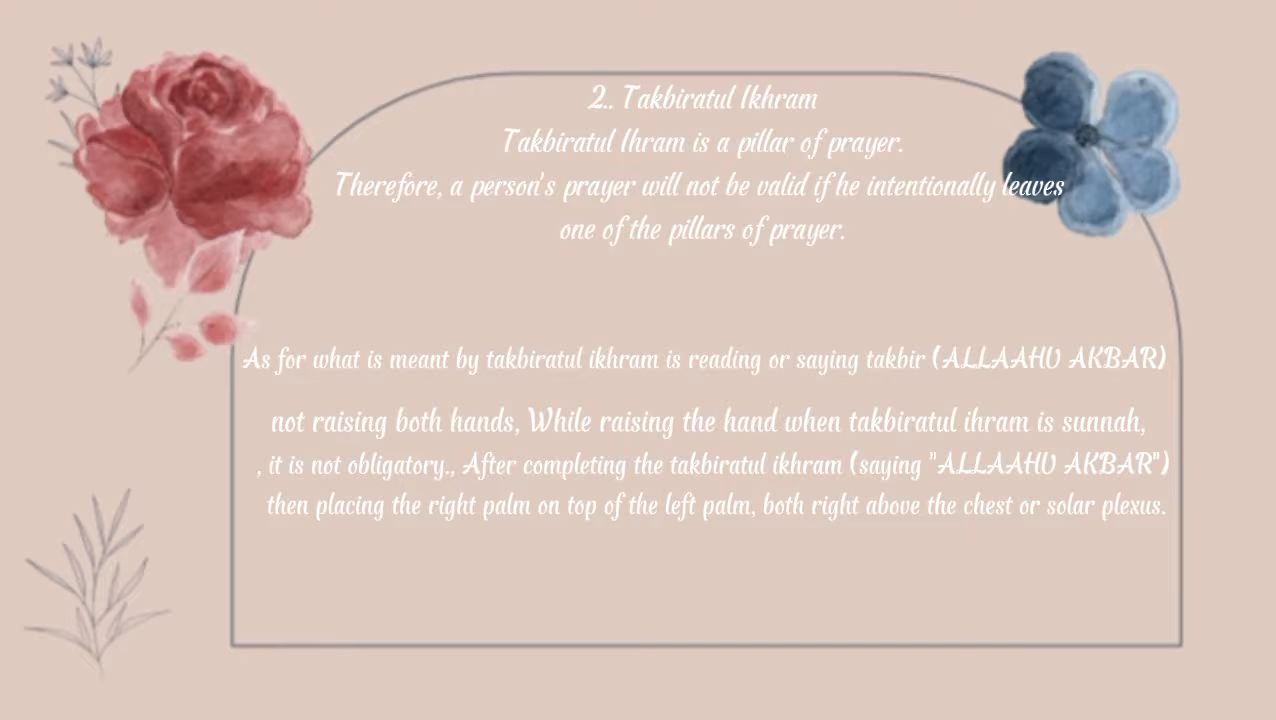 2.. Takbiratul Ikhram
Takbiratul Ihram is a pillar of prayer.
Therefore, a person's prayer will not be valid if he intentionally leaves
one of the pillars of prayer.
As for what is meant by takbiratul ikhram is reading or saying takbir (ALLAAHU AKBAR)
not raising both hands, While raising the hand when takbiratul ihram is sunnah,
, it is not obligatory., After completing the takbiratul ikhram (saying "ALLAAHU AKBAR")
then placing the right palm on top of the left palm, both right above the chest or solar plexus.